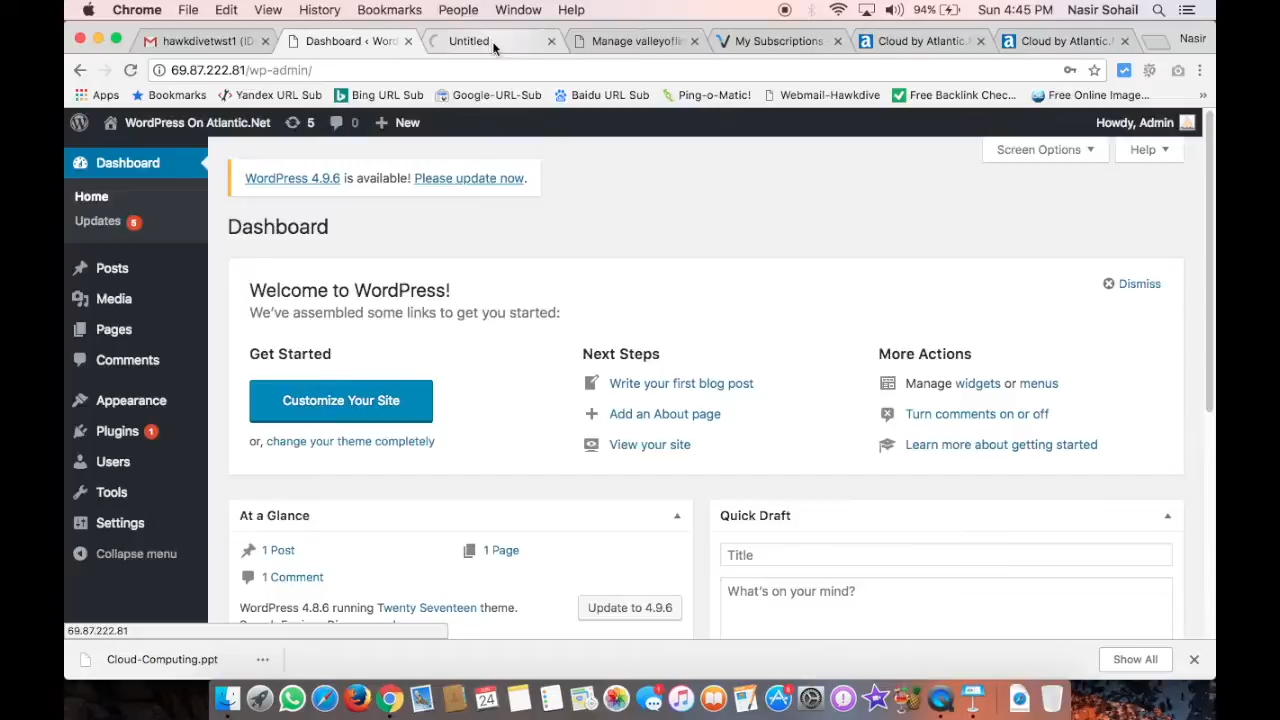 Chrome File Edit View History Bookmarks People Window Help 94% Sun 4:45 PM Nasir Sohail
hawkdivetwst1 (ID Dashboard ‹ Word Untitled Manage valleyoflin My Subscriptions Cloud by Atlantic.N Cloud by Atlantic.N Nasir
69.87.222.81/wp-admin/
Apps Bookmarks Yandex URL Sub Bing URL Sub Google-URL-Sub Baidu URL Sub Ping-o-Matic! Webmail-Hawkdive Free Backlink Chec... Free Online Image... »
WordPress On Atlantic.Net 5 0 New Howdy, Admin
Dashboard
Home
Updates 5
Posts
Media
Pages
Comments
Appearance
Plugins 1
Users
Tools
Settings
Collapse menu
Screen Options Help
WordPress 4.9.6 is available! Please update now.
Dashboard
Welcome to WordPress!
We've assembled some links to get you started:
Dismiss
Get Started
Customize Your Site
or, change your theme completely
Next Steps
Write your first blog post
Add an About page
View your site
More Actions
Manage widgets or menus
Turn comments on or off
Learn more about getting started
At a Glance
1 Post 1 Page
1 Comment
WordPress 4.8.6 running Twenty Seventeen theme.
Update to 4.9.6
Quick Draft
Title
What's on your mind?
69.87.222.81
Cloud-Computing.ppt
Show All
24